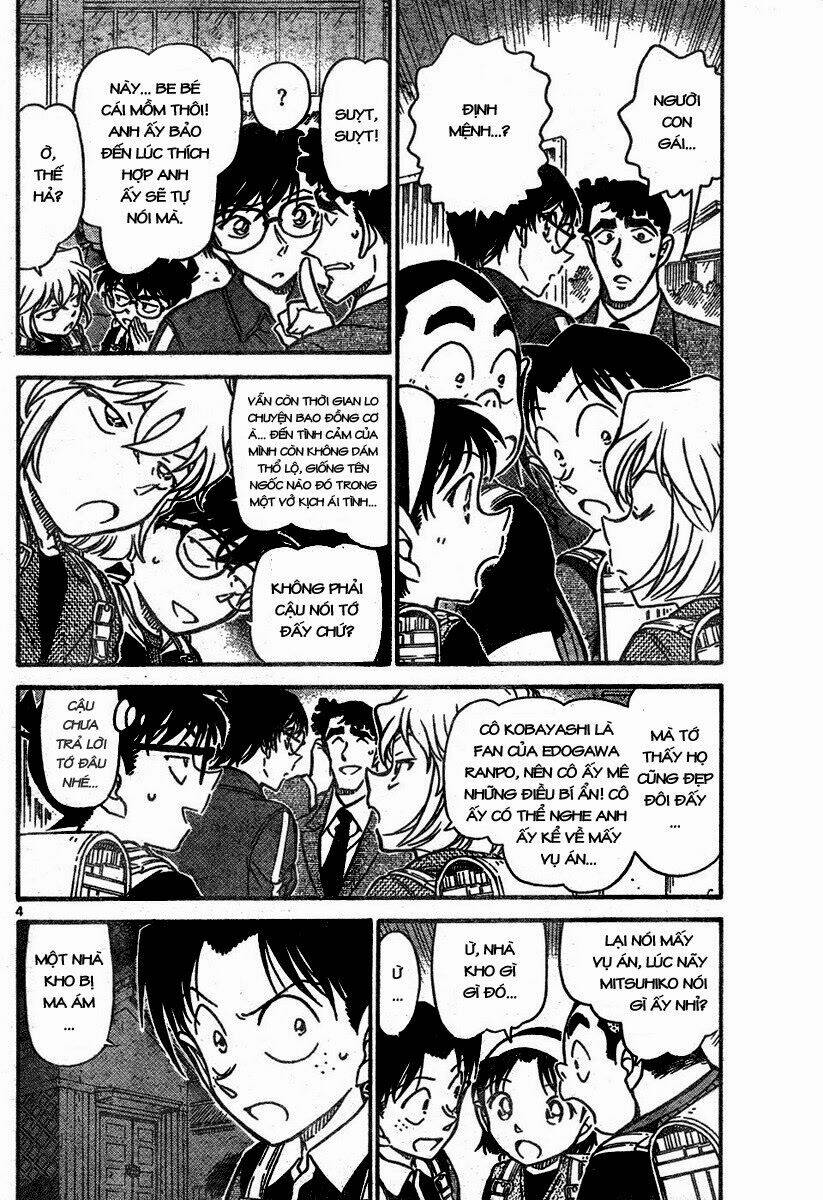 NGƯỜI
CON
GÁI...
ĐỊNH
MỆNH...?
SUỴT,
SUỴT!
?
NÀY... BE BÉ
CÁI MỒM THÔI!
ANH ẤY BẢO
ĐẾN LÚC THÍCH
HỢP ANH
ẤY SẼ TỰ
NÓI MÀ.
Ờ,
THẾ
HẢ?
VẪN CÒN THỜI GIAN LO
CHUYỆN BAO ĐỒNG CƠ
À... ĐẾN TÌNH CẢM CỦA
MÌNH CÒN KHÔNG DÁM
THỔ LỘ, GIỐNG TÊN
NGỐC NÀO ĐÓ TRONG
MỘT VỞ KỊCH ÁI TÌNH...
KHÔNG PHẢI
CẬU NÓI TỚ
ĐẤY CHỨ?
MÀ TỚ
THẤY HỌ
CŨNG ĐẸP
ĐÔI ĐẤY
...
CÔ KOBAYASHI LÀ
FAN CỦA EDOGAWA
RANPO, NÊN CÔ ẤY MÊ
NHỮNG ĐIỀU BÍ ẨN! CÔ
ẤY CÓ THỂ NGHE ANH
ẤY KỂ VỀ MẤY
VỤ ÁN...
CẬU
CHƯA
TRẢ LỜI
TỚ ĐÂU
NHÉ...
4
LẠI NÓI MẤY
VỤ ÁN, LÚC NÃY
MITSUHIKO NÓI
GÌ ẤY NHỈ?
Ừ, NHÀ
KHO GÌ
GÌ ĐÓ...
Ừ
...
MỘT NHÀ
KHO BỊ
MA ÁM
...